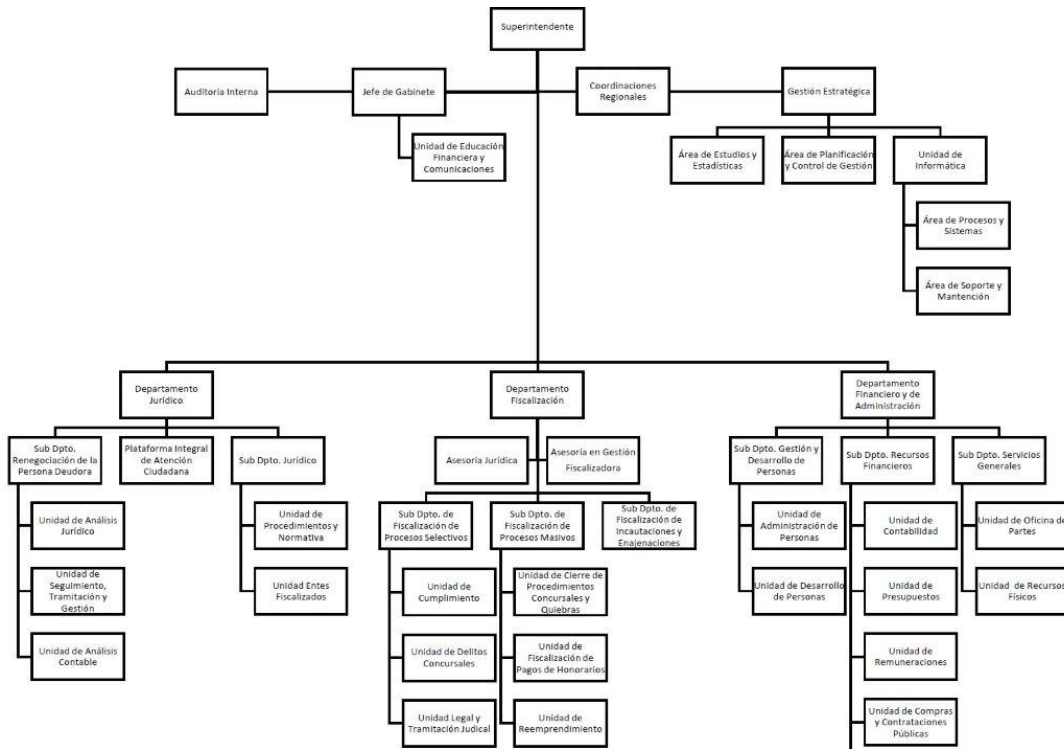 Superintendente
Auditoría Interna
Jefe de Gabinete
Coordinaciones
Regionales
Gestión Estratégica
Unidad de Educación
Financiera y
Comunicaciones
Área de Estudios y
Estadísticas
Área de Planificación
y Control de Gestión
Unidad de
Informática
Área de Procesos y
Sistemas
Área de Soporte y
Mantención
Departamento
Jurídico
Departamento
Fiscalización
Departamento
Financiero y de
Administración
Sub Dpto.
Renegociación de la
Persona Deudora
Plataforma Integral
de Atención
Ciudadana
Sub Dpto. Jurídico
Asesoría Jurídica
Asesoría en Gestión
Fiscalizadora
Sub Dpto. Gestión y
Desarrollo de
Personas
Sub Dpto. Recursos
Financieros
Sub Dpto. Servicios
Generales
Unidad de Análisis
Jurídico
Unidad de
Seguimiento,
Tramitación y
Gestión
Unidad de Análisis
Contable
Unidad de
Procedimientos y
Normativa
Unidad Entes
Fiscalizados
Sub Dpto. de
Fiscalización de
Procesos Selectivos
Sub Dpto. de
Fiscalización de
Procesos Masivos
Sub Dpto. de
Fiscalización de
Incautaciones y
Enajenaciones
Unidad de
Cumplimiento
Unidad de Delitos
Concursales
Unidad Legal y
Tramitación Judical
Unidad de Cierre de
Procedimientos
Concursales y
Quiebras
Unidad de
Fiscalización de
Pagos de Honorarios
Unidad de
Reemprendimiento
Unidad de
Administración de
Personas
Unidad de Desarrollo
de Personas
Unidad de
Contabilidad
Unidad de
Presupuestos
Unidad de
Remuneraciones
Unidad de Compras
y Contrataciones
Públicas
Unidad de Oficina de
Partes
Unidad de Recursos
Físicos